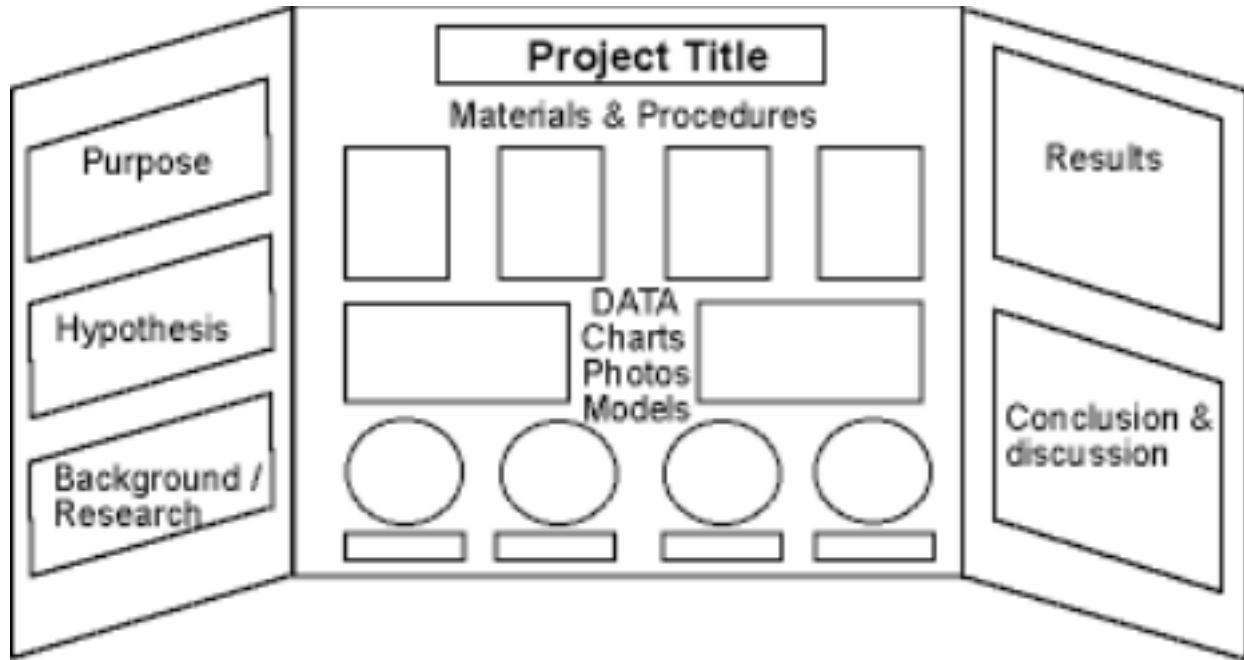 Purpose
Hypothesis
Background /
Research
Project Title
Materials & Procedures
DATA
Charts
Photos
Models
Results
Conclusion &
discussion